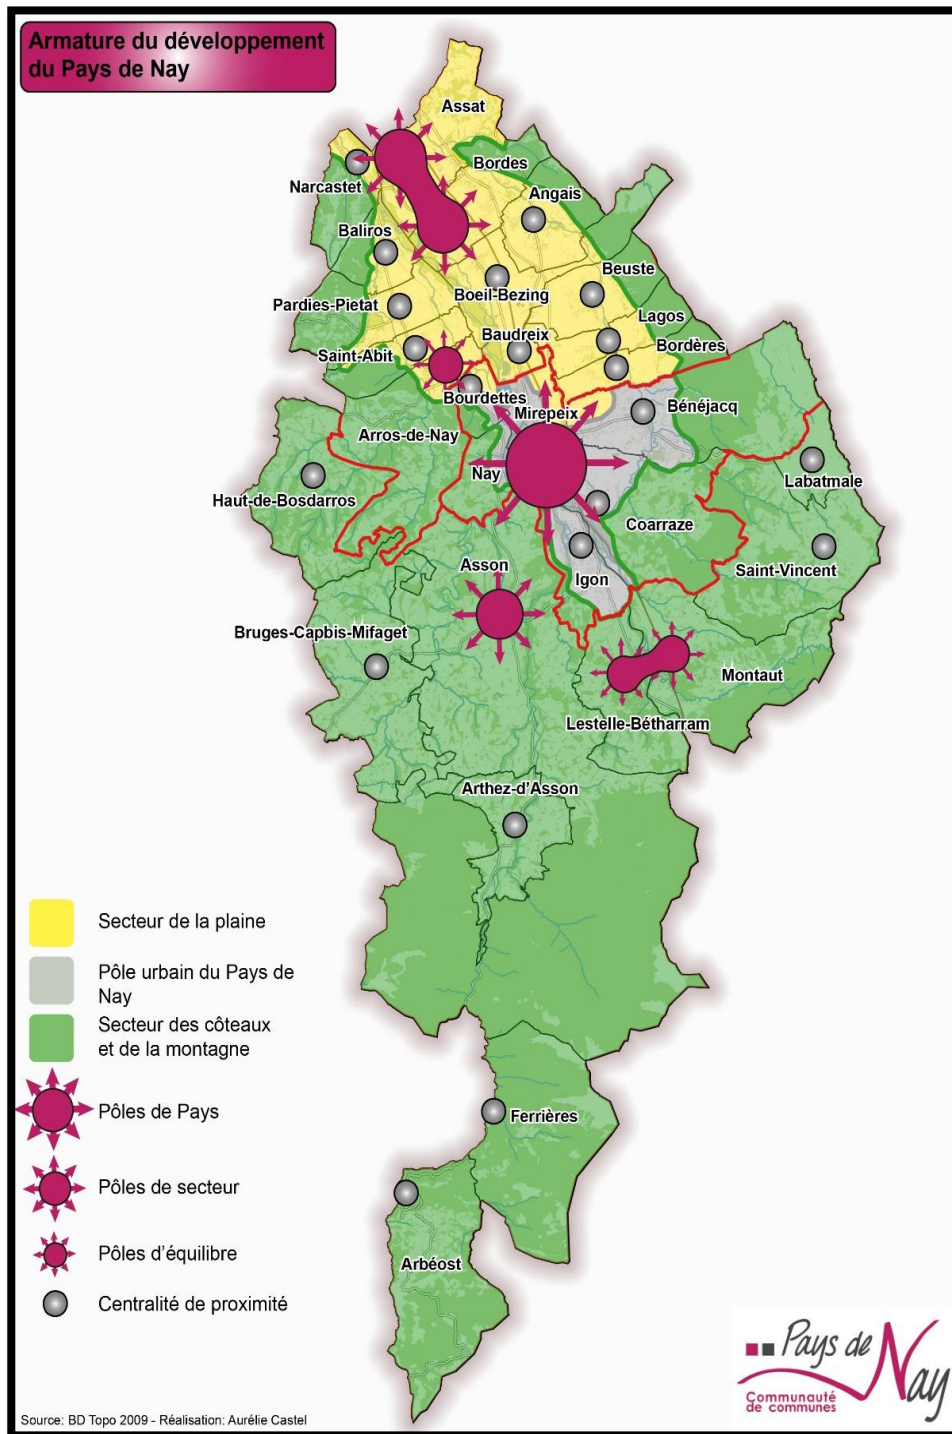 Armature du développement
du Pays de Nay
Assat
Bordes
Narcastet
Angais
Baliros
Beuste
Boeil-Bezing
Pardies-Pietat
Lagos
Baudreix
Bordères
Saint-Abit
Bourdettes
Mirepeix
Bénéjacq
Arros-de-Nay
Nay
Labatmale
Haut-de-Bosdarros
Coarraze
Asson
Saint-Vincent
Igon
Bruges-Capbis-Mifaget
Montaut
Lestelle-Bétharram
Arthez-d'Asson
Ferrières
Arbéost
Secteur de la plaine
Pôle urbain du Pays de
Nay
Secteur des côteaux
et de la montagne
Pôles de Pays
Pôles de secteur
Pôles d'équilibre
Centralité de proximité
Source: BD Topo 2009 - Réalisation: Aurélie Castel
Pays de
Nay
Communauté
de communes